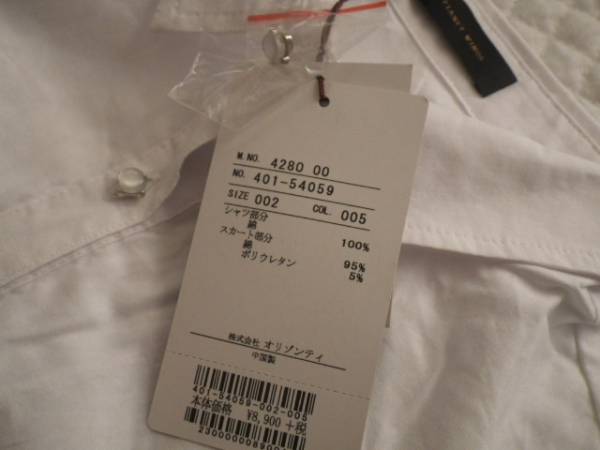 M.NO. 4280 00
NO. 401-54059
SIZE 002 COL. 005
シャツ部分
綿 100%
スカート部分
綿 95%
ポリウレタン 5%
株式会社 オリゾンティ
中国製
401-54059-002-005
本体価格 ¥8,900 +税